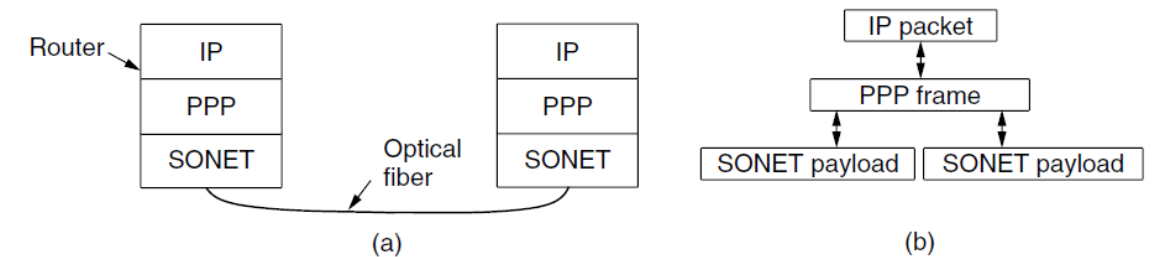 Router
IP
PPP
SONET
Optical
fiber
IP
PPP
SONET
(a)
IP packet
PPP frame
SONET payload
SONET payload
(b)